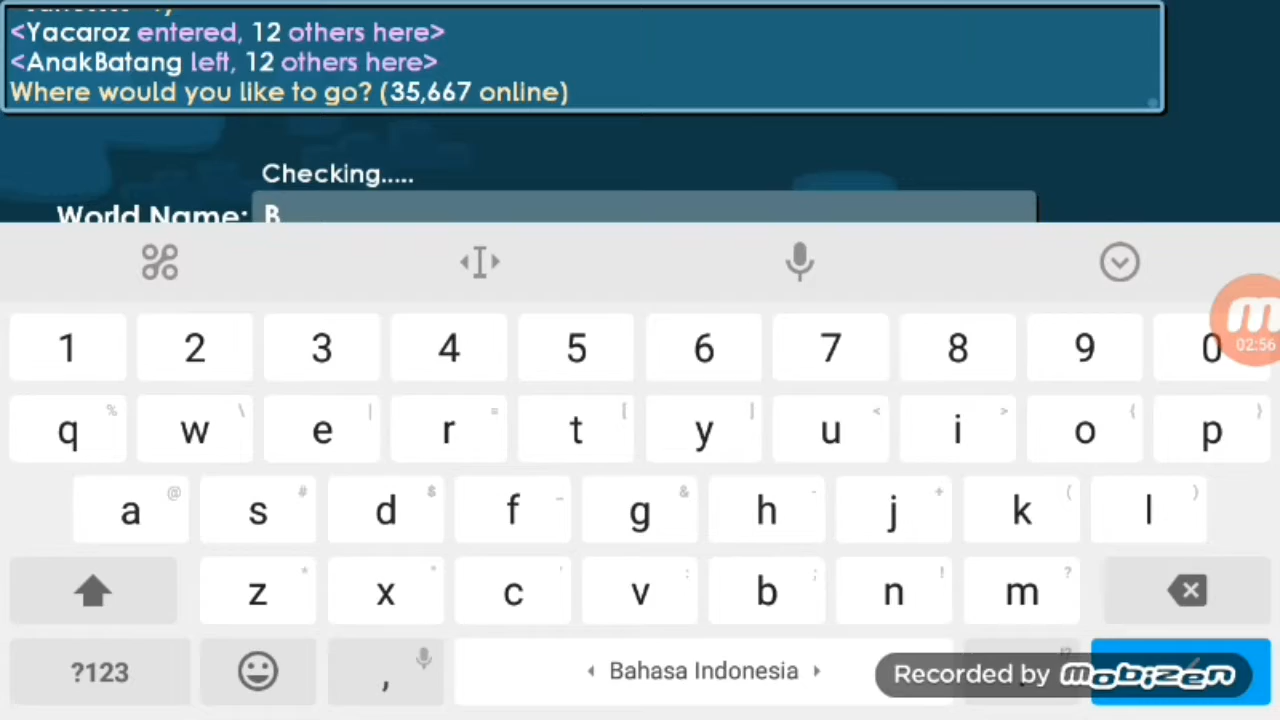 <Yacaroz entered, 12 others here>
<AnakBatang left, 12 others here>
Where would you like to go? (35,667 online)
Checking.....
World Name: B
02:56
1 2 3 4 5 6 7 8 9 0
% \ | = [ ] < > { }
q w e r t y u i o p
@ # $ _ & - + ( )
a s d f g h j k l
* " ' : ; ! ?
z x c v b n m
?123 , Bahasa Indonesia
Recorded by mobizen